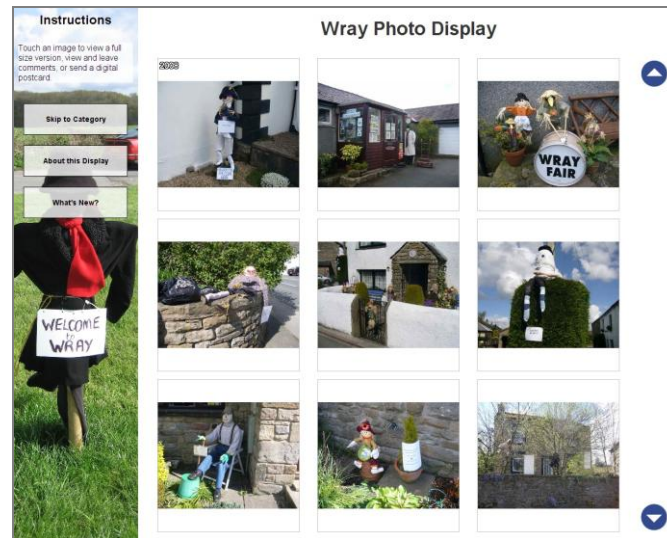 Instructions
Touch an image to view a full
size version, view and leave
comments, or send a digital
postcard.
Skip to Category
About this Display
What's New?
WELCOME
to
WRAY
Wray Photo Display
2008
WRAY
FAIR